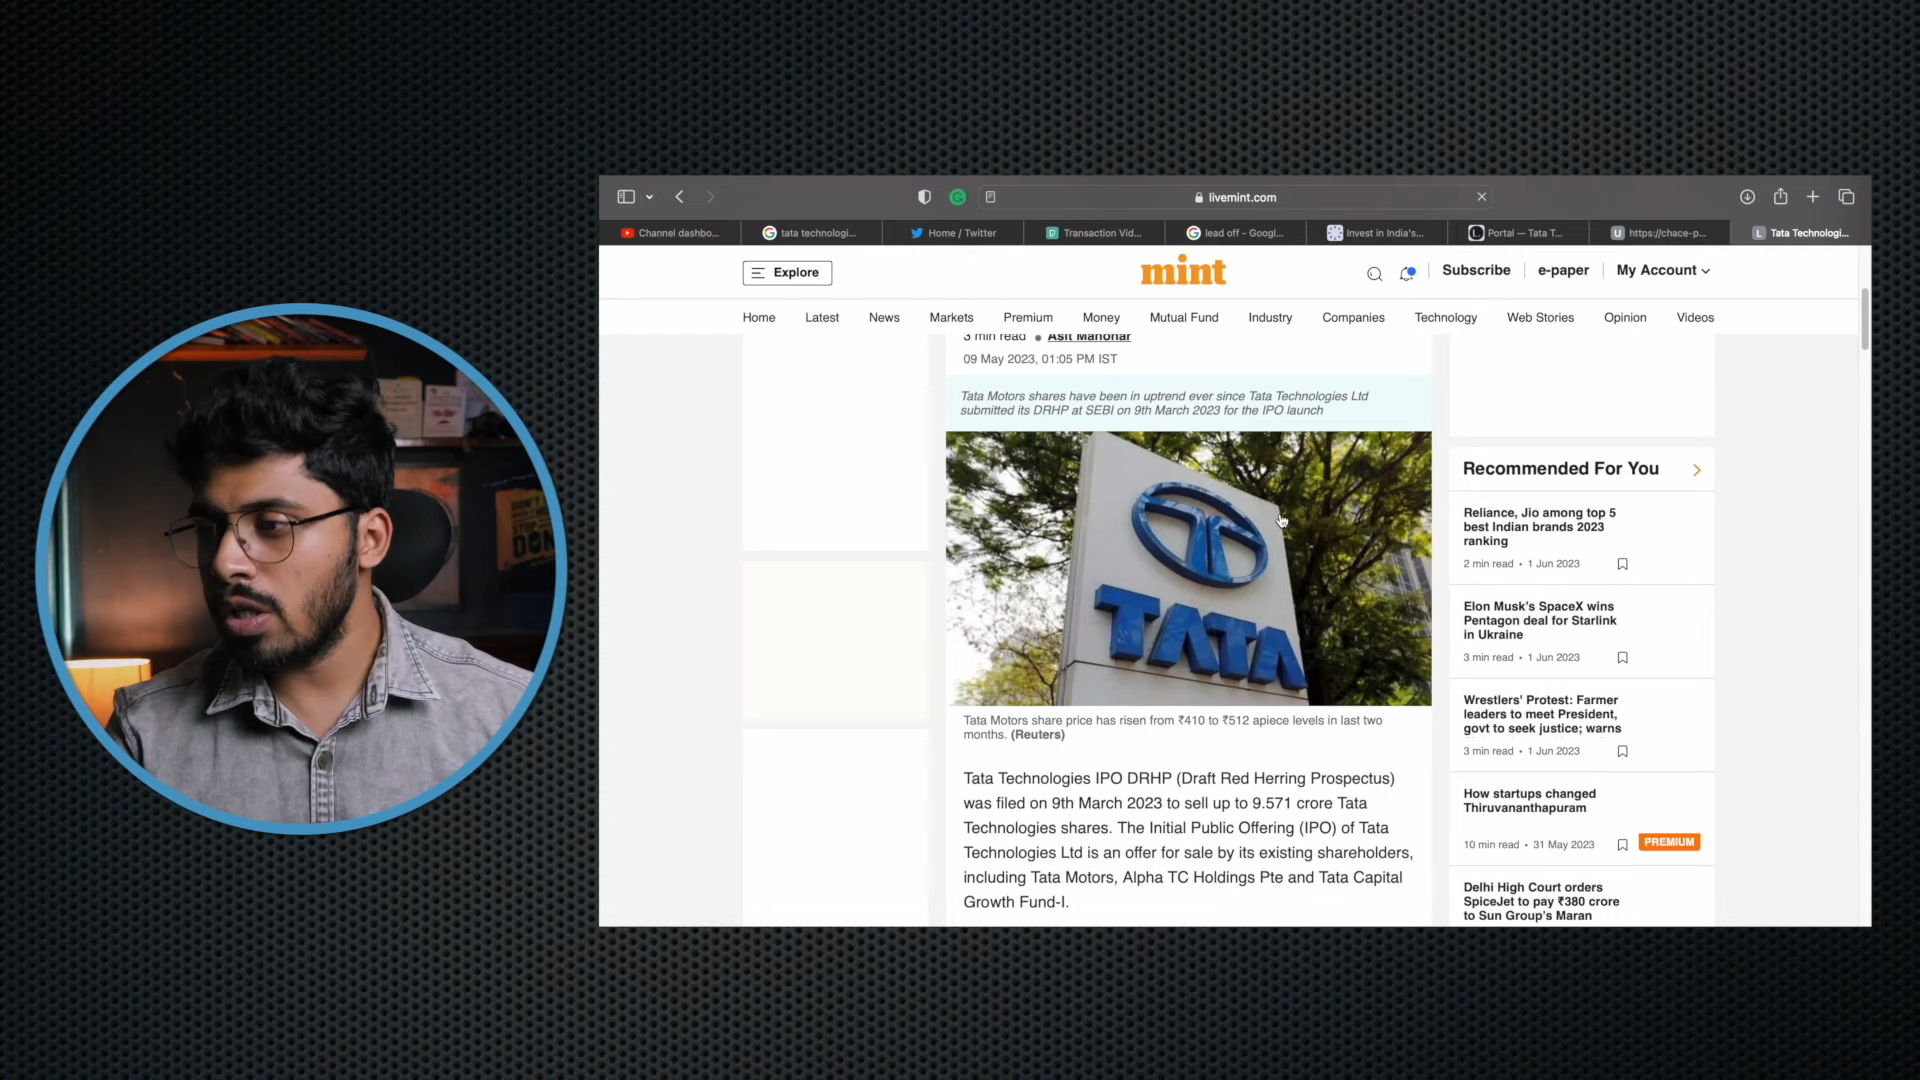 livemint.com
Channel dashbo...
tata technologi...
Home / Twitter
Transaction Vid...
lead off - Googl...
Invest in India's...
Portal — Tata T...
https://chace-p...
Tata Technologi...
Explore
mint
Subscribe
e-paper
My Account
Home
Latest
News
Markets
Premium
Money
Mutual Fund
Industry
Companies
Technology
Web Stories
Opinion
Videos
3 min read • Asit Manohar
09 May 2023, 01:05 PM IST
Tata Motors shares have been in uptrend ever since Tata Technologies Ltd
submitted its DRHP at SEBI on 9th March 2023 for the IPO launch
TATA
Tata Motors share price has risen from ₹410 to ₹512 apiece levels in last two
months. (Reuters)
Tata Technologies IPO DRHP (Draft Red Herring Prospectus)
was filed on 9th March 2023 to sell up to 9.571 crore Tata
Technologies shares. The Initial Public Offering (IPO) of Tata
Technologies Ltd is an offer for sale by its existing shareholders,
including Tata Motors, Alpha TC Holdings Pte and Tata Capital
Growth Fund-I.
Recommended For You
Reliance, Jio among top 5
best Indian brands 2023
ranking
2 min read • 1 Jun 2023
Elon Musk's SpaceX wins
Pentagon deal for Starlink
in Ukraine
3 min read • 1 Jun 2023
Wrestlers' Protest: Farmer
leaders to meet President,
govt to seek justice; warns
3 min read • 1 Jun 2023
How startups changed
Thiruvananthapuram
10 min read • 31 May 2023
PREMIUM
Delhi High Court orders
SpiceJet to pay ₹380 crore
to Sun Group's Maran